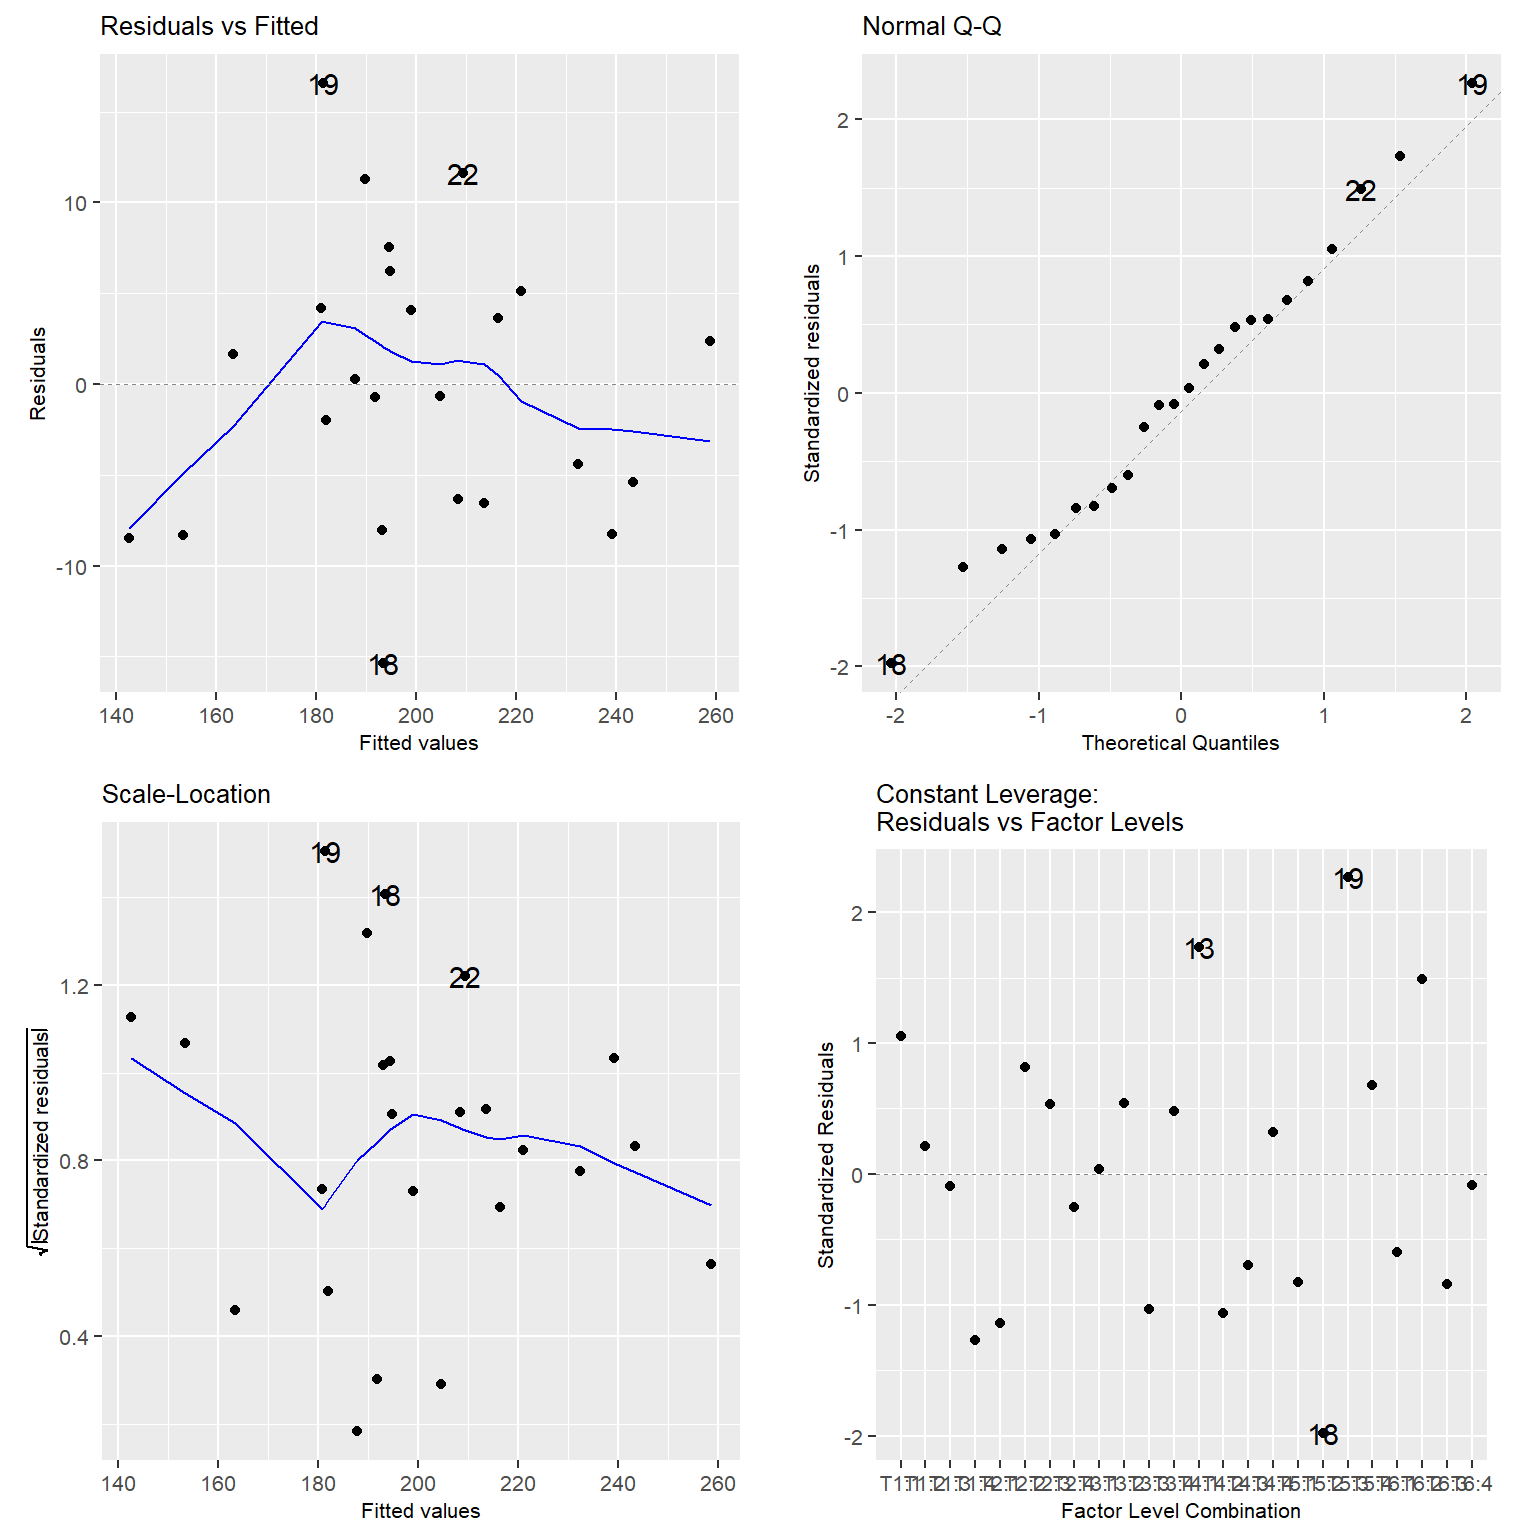 Residuals vs Fitted
19
22
18
10
0
-10
140 160 180 200 220 240 260
Fitted values
Residuals
Normal Q-Q
19
22
18
2
1
0
-1
-2
-2 -1 0 1 2
Theoretical Quantiles
Standardized residuals
Scale-Location
19
18
22
1.2
0.8
0.4
140 160 180 200 220 240 260
Fitted values
√|Standardized residuals|
Constant Leverage:
Residuals vs Factor Levels
19
13
18
2
1
0
-1
-2
Factor Level Combination
Standardized Residuals